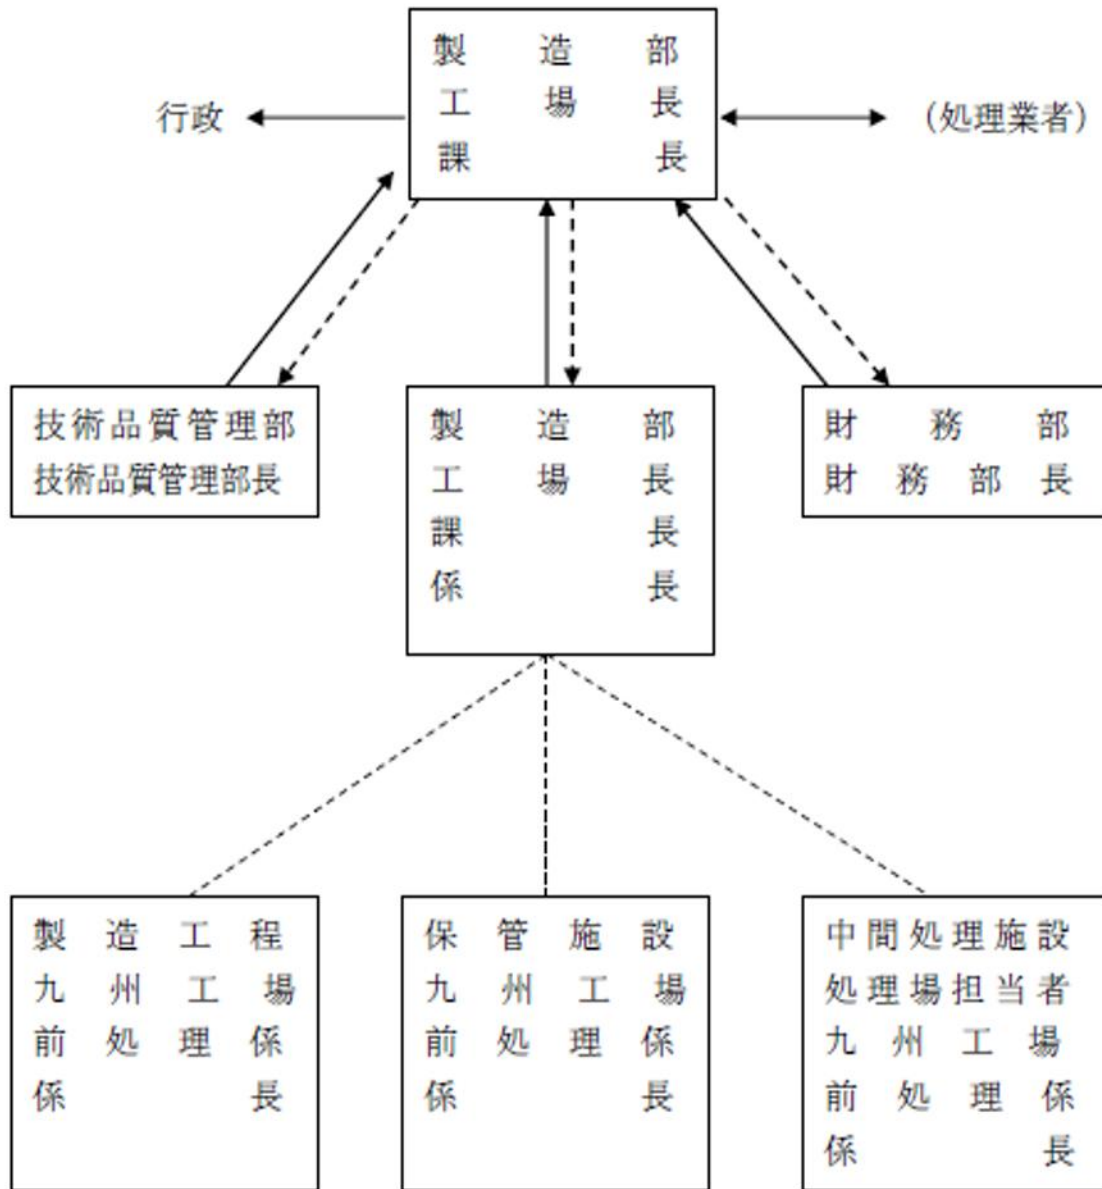 製造部
工場長
課長
行政
（処理業者）
技術品質管理部
技術品質管理部長
製造部
工場長
課長
係長
財務部
財務部長
製造工程
九州工場
前処理係
係長
保管施設
九州工場
前処理係
係長
中間処理施設
処理場担当者
九州工場
前処理係
係長